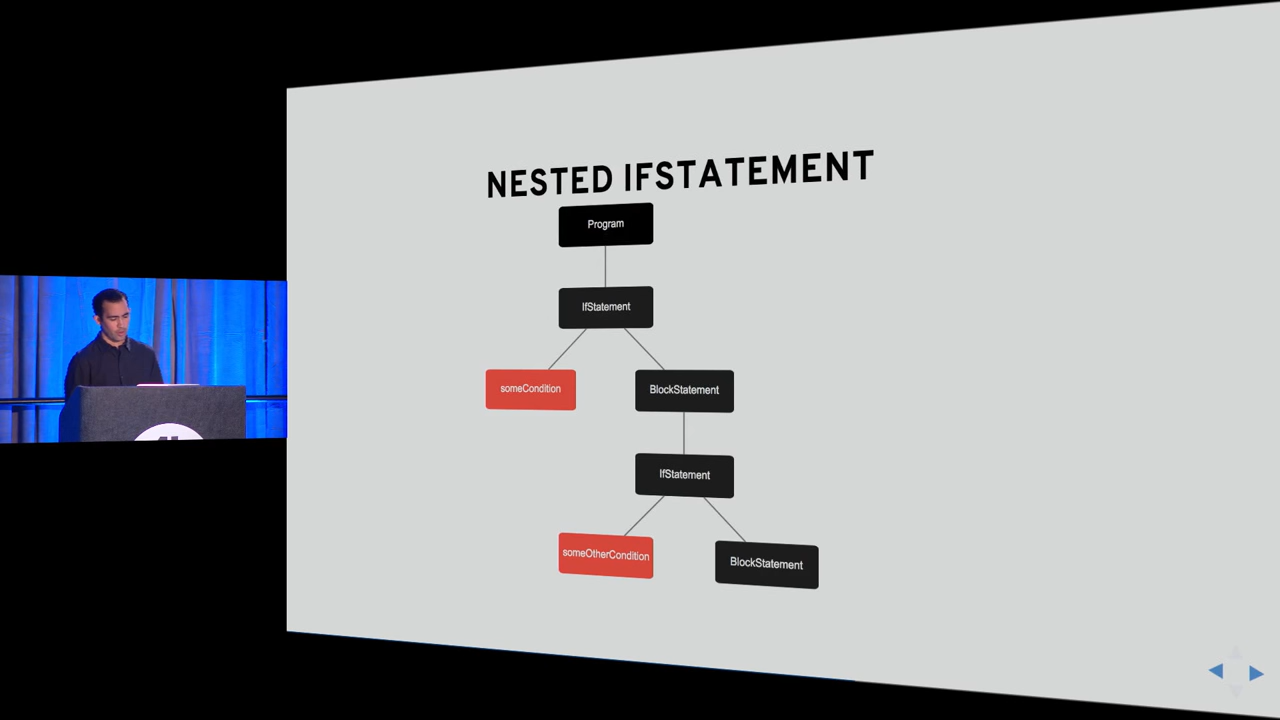 NESTED IFSTATEMENT
Program
IfStatement
someCondition
BlockStatement
IfStatement
someOtherCondition
BlockStatement